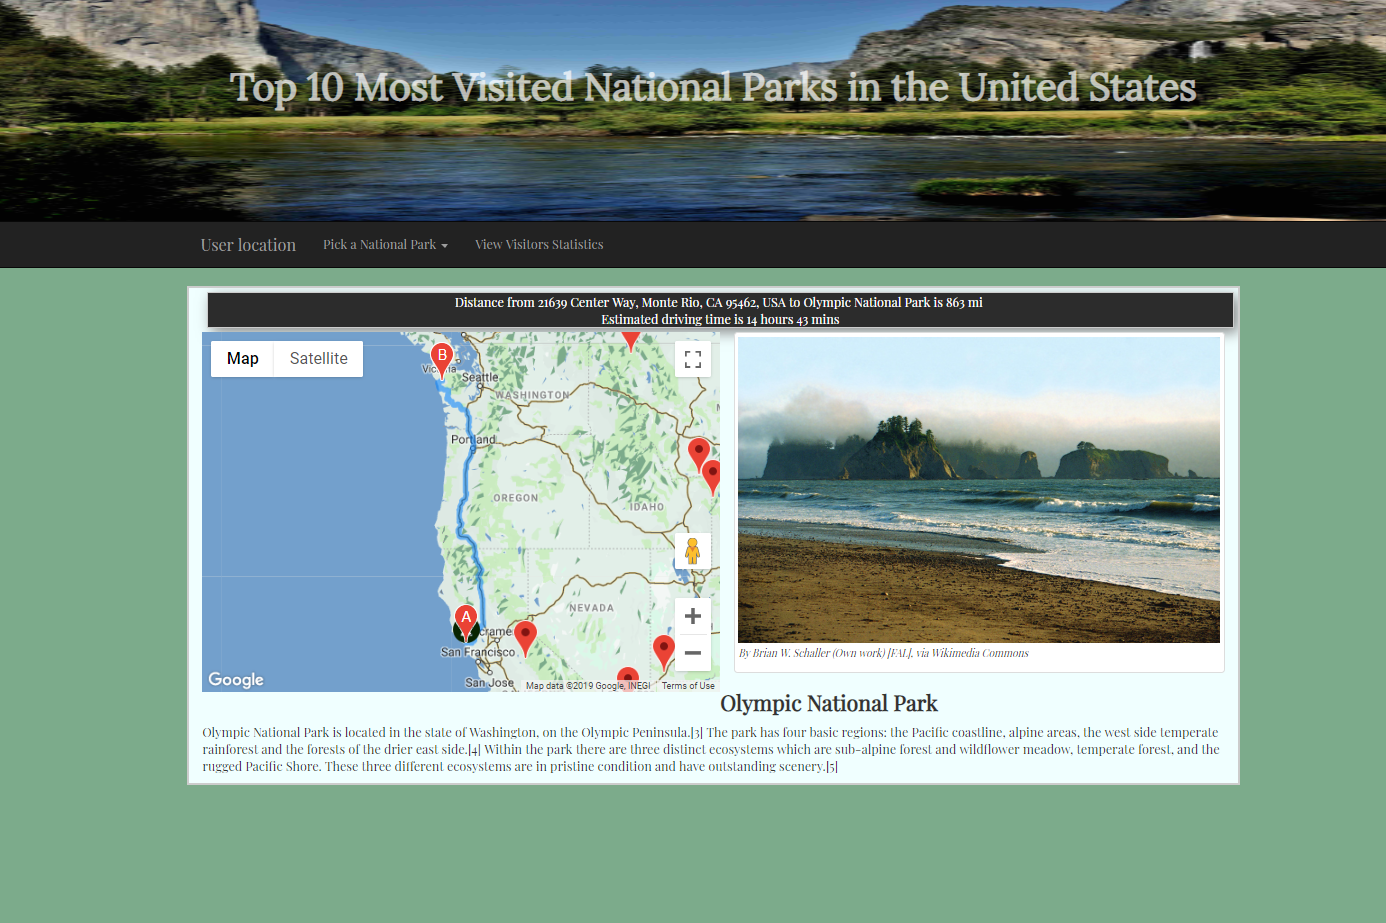 Top 10 Most Visited National Parks in the United States
User location
Pick a National Park
View Visitors Statistics
Distance from 21639 Center Way, Monte Rio, CA 95462, USA to Olympic National Park is 863 mi
Estimated driving time is 14 hours 43 mins
Map
Satellite
B
Seattle
WASHINGTON
Portland
OREGON
IDAHO
NEVADA
A
San Francisco
San Jose
Google
Map data ©2019 Google, INEGI
Terms of Use
By Brian W. Schaller (Own work) [FAL], via Wikimedia Commons
Olympic National Park
Olympic National Park is located in the state of Washington, on the Olympic Peninsula.[3] The park has four basic regions: the Pacific coastline, alpine areas, the west side temperate
rainforest and the forests of the drier east side.[4] Within the park there are three distinct ecosystems which are sub-alpine forest and wildflower meadow, temperate forest, and the
rugged Pacific Shore. These three different ecosystems are in pristine condition and have outstanding scenery.[5]